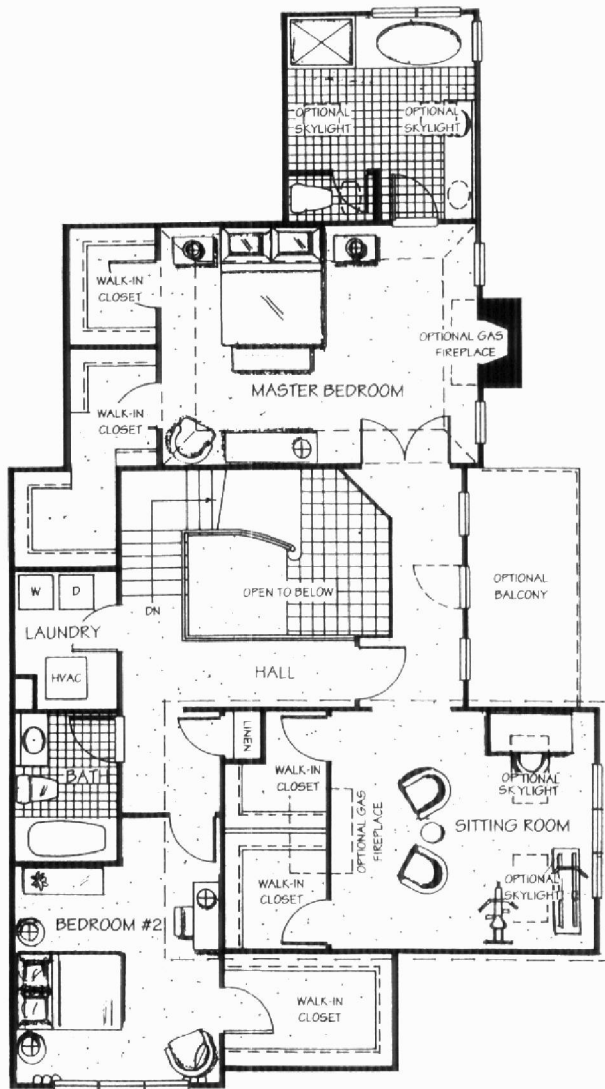 OPTIONAL
SKYLIGHT
OPTIONAL
SKYLIGHT
WALK-IN
CLOSET
OPTIONAL GAS
FIREPLACE
MASTER BEDROOM
WALK-IN
CLOSET
OPEN TO BELOW
OPTIONAL
BALCONY
W
D
DN
LAUNDRY
HVAC
HALL
LINEN
BATH
WALK-IN
CLOSET
OPTIONAL GAS
FIREPLACE
OPTIONAL
SKYLIGHT
SITTING ROOM
WALK-IN
CLOSET
OPTIONAL
SKYLIGHT
BEDROOM #2
WALK-IN
CLOSET